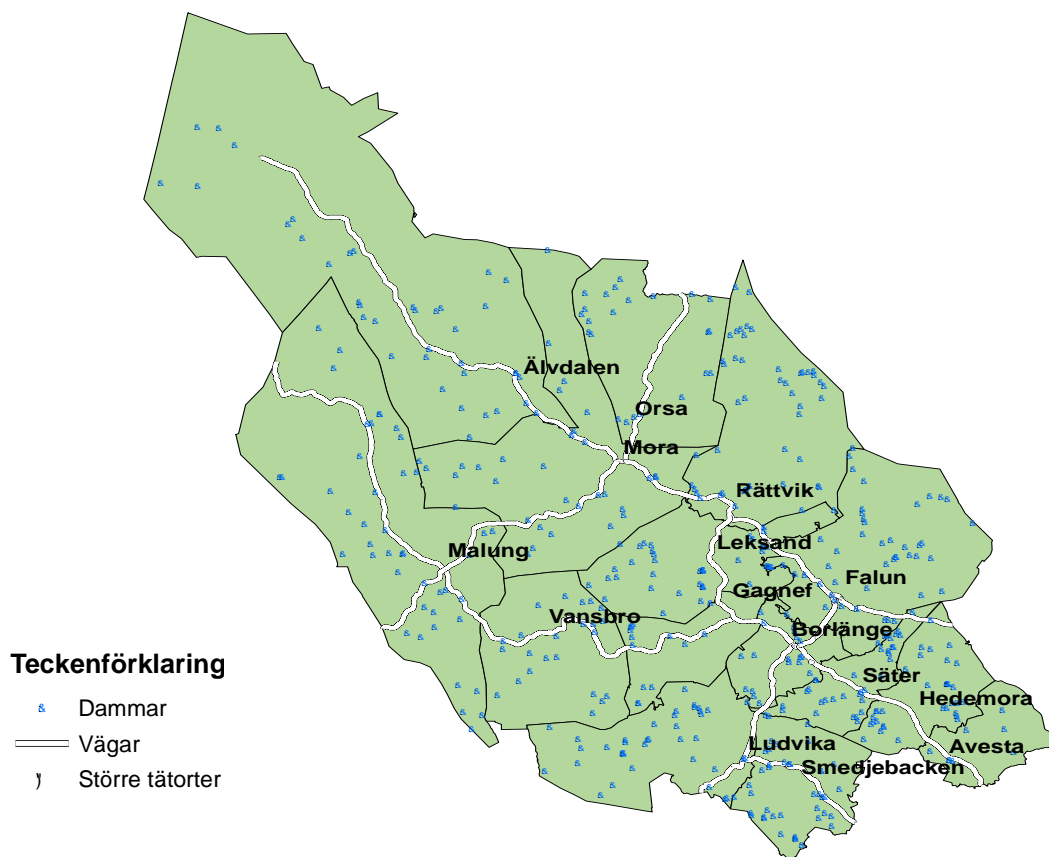 Älvdalen
Orsa
Mora
Rättvik
Leksand
Malung
Falun
Gagnef
Vansbro
Borlänge
Säter
Hedemora
Ludvika
Avesta
Smedjebacken
Teckenförklaring
Dammar
Vägar
Större tätorter